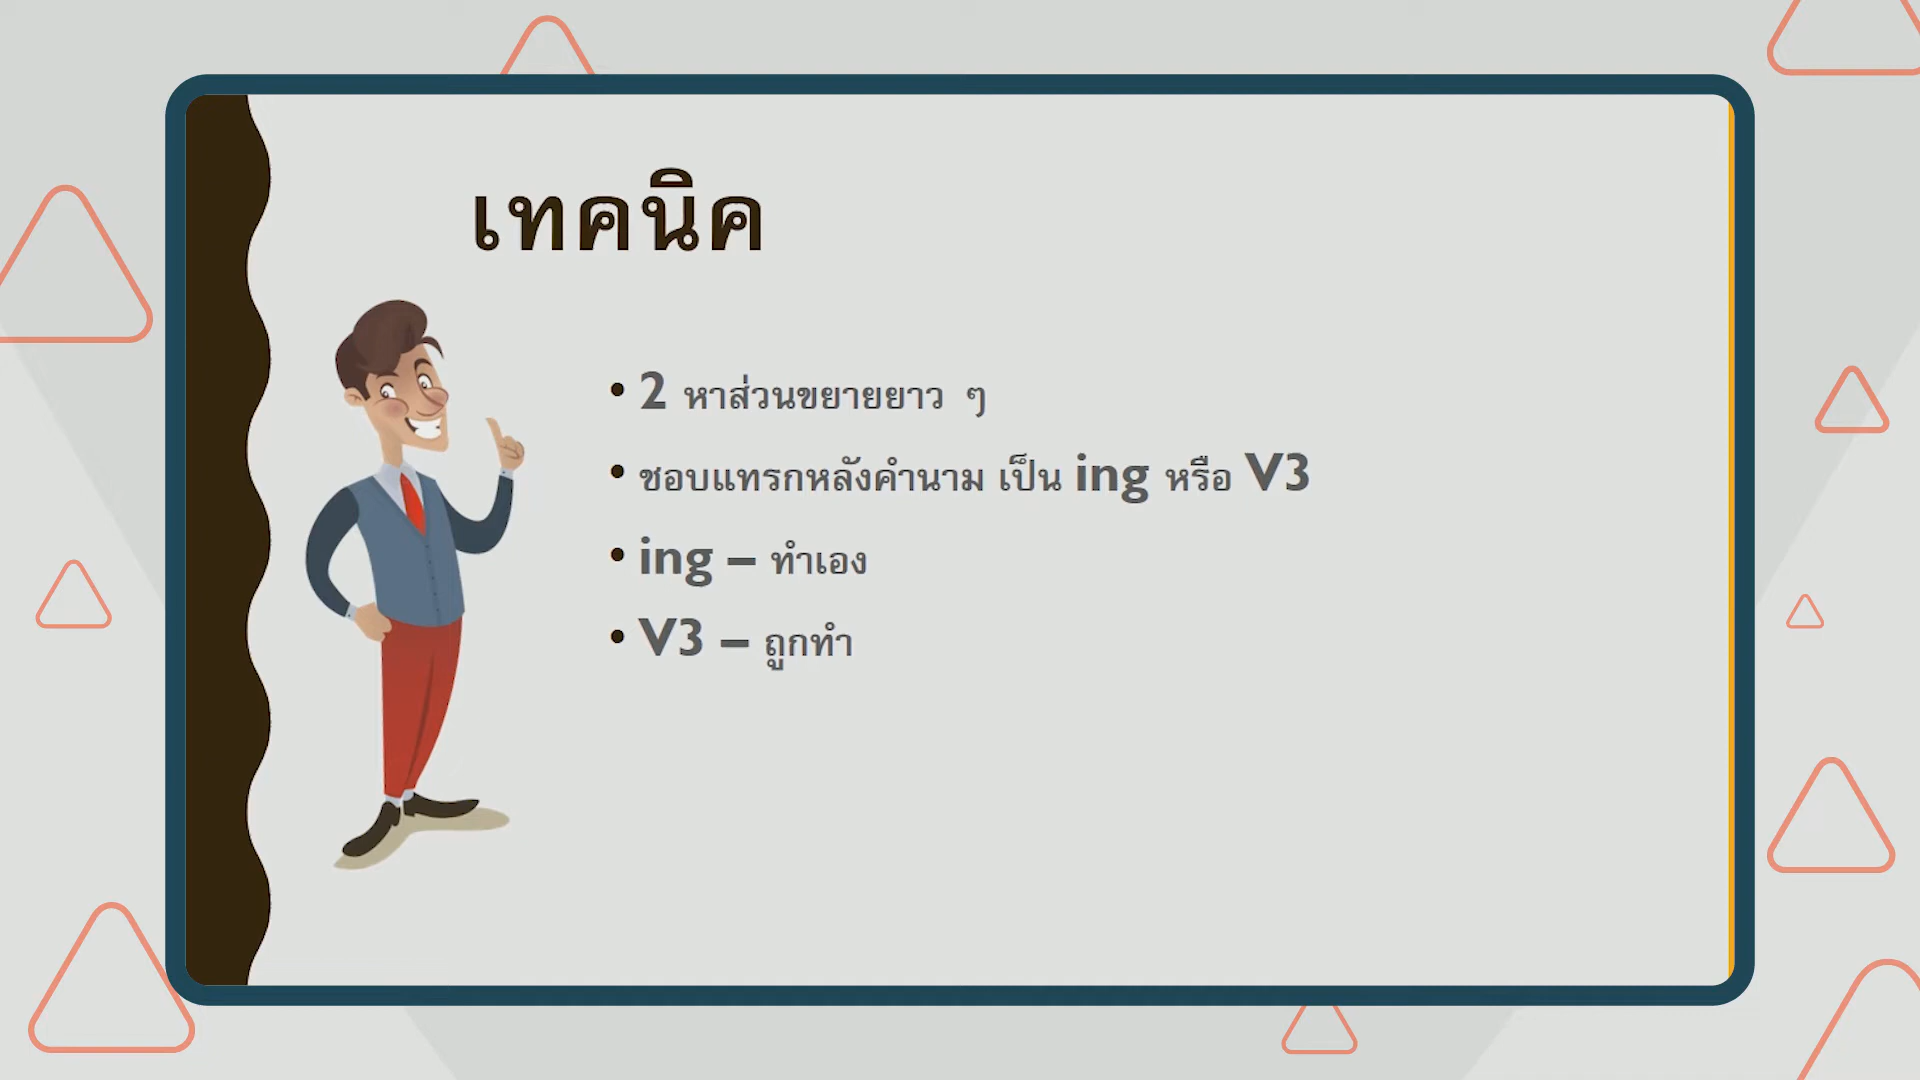 เทคนิค
• 2 หาส่วนขยายยาว ๆ
• ชอบแทรกหลังคำนาม เป็น ing หรือ V3
• ing – ทำเอง
• V3 – ถูกทำ